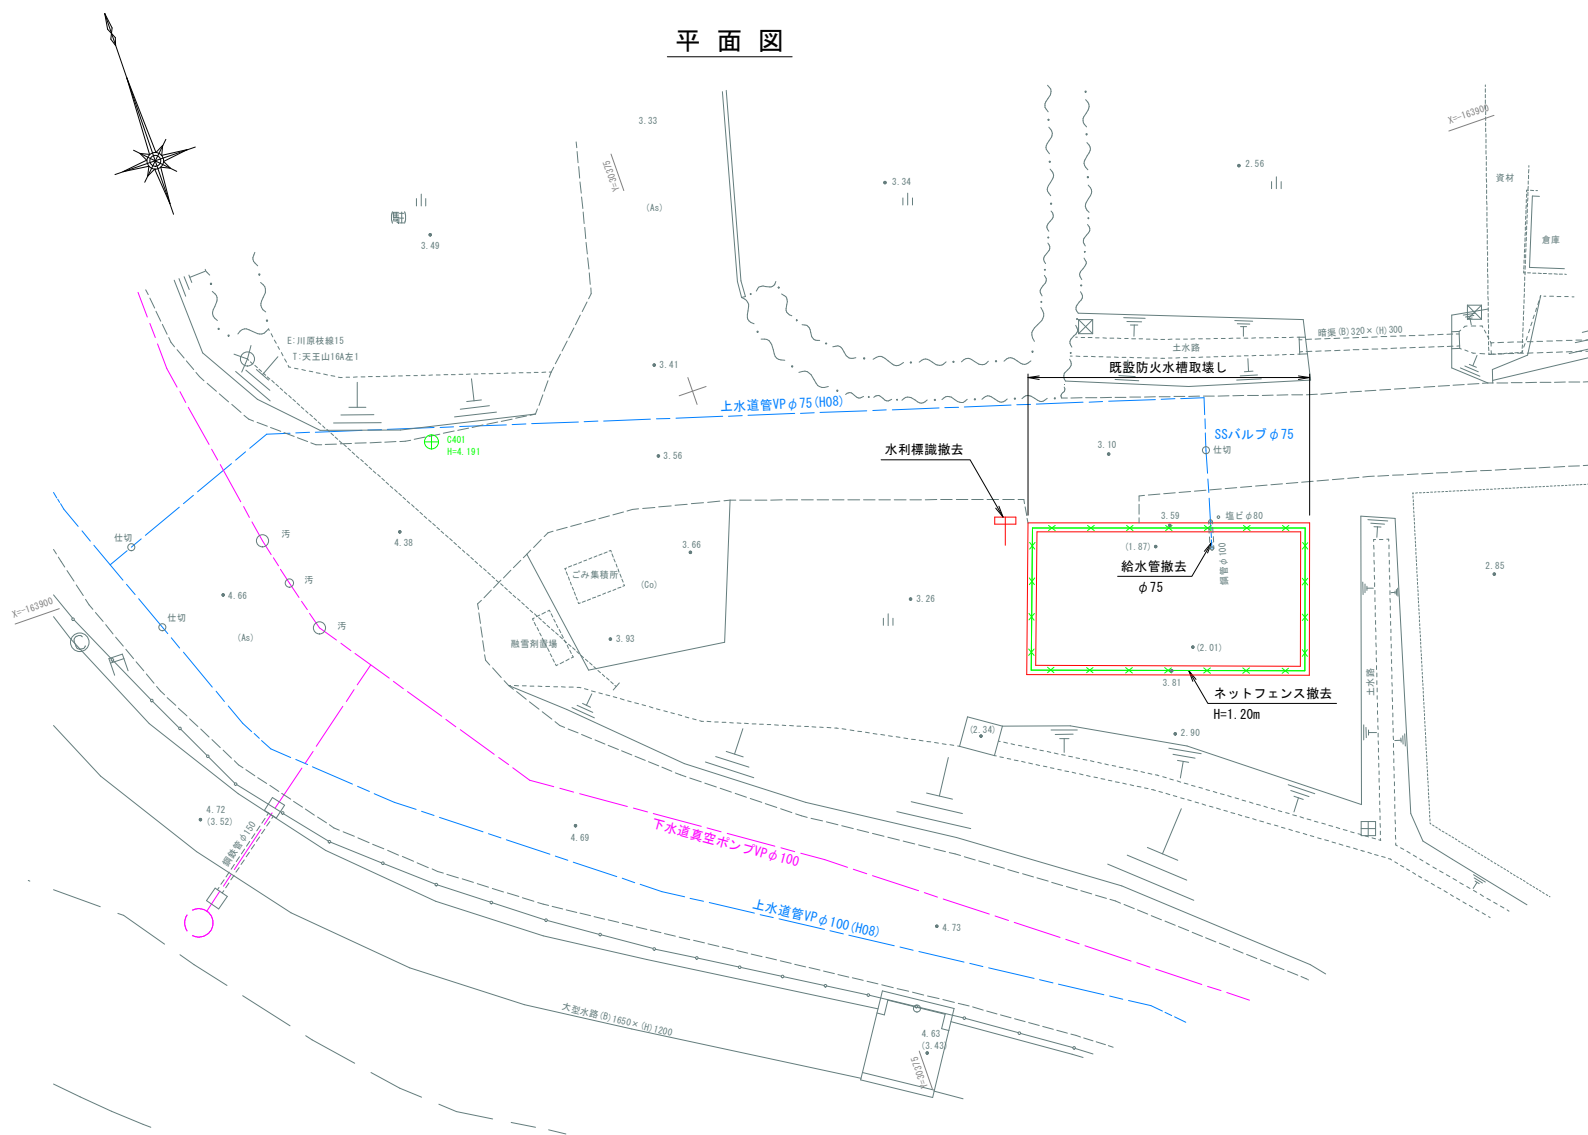 平面図
3.33
Y=30375
(As)
3.49
3.34
2.56
X=-163900
資材
倉庫
E:川原枝線15
T:天王山16A左1
3.41
土水路
暗渠(B)320×(H)300
既設防火水槽取壊し
上水道管VPφ75(H08)
SSバルブφ75
G401
H=4.191
3.56
水利標識撤去
3.10
仕切
仕切
汚
4.38
3.59
塩ビφ80
3.66
(1.87)
鋼管φ100
給水管撤去
φ75
2.85
ごみ集積所
(Co)
汚
4.66
3.26
X=-163900
仕切
汚
(As)
融雪剤置場
3.93
(2.01)
3.81
土水路
ネットフェンス撤去
H=1.20m
(2.34)
2.90
4.72
(3.52)
鋼鉄管φ150
4.69
下水道真空ポンプVPφ100
上水道管VPφ100(H08)
4.73
大型水路(B)1650×(H)1200
4.63
(3.43)